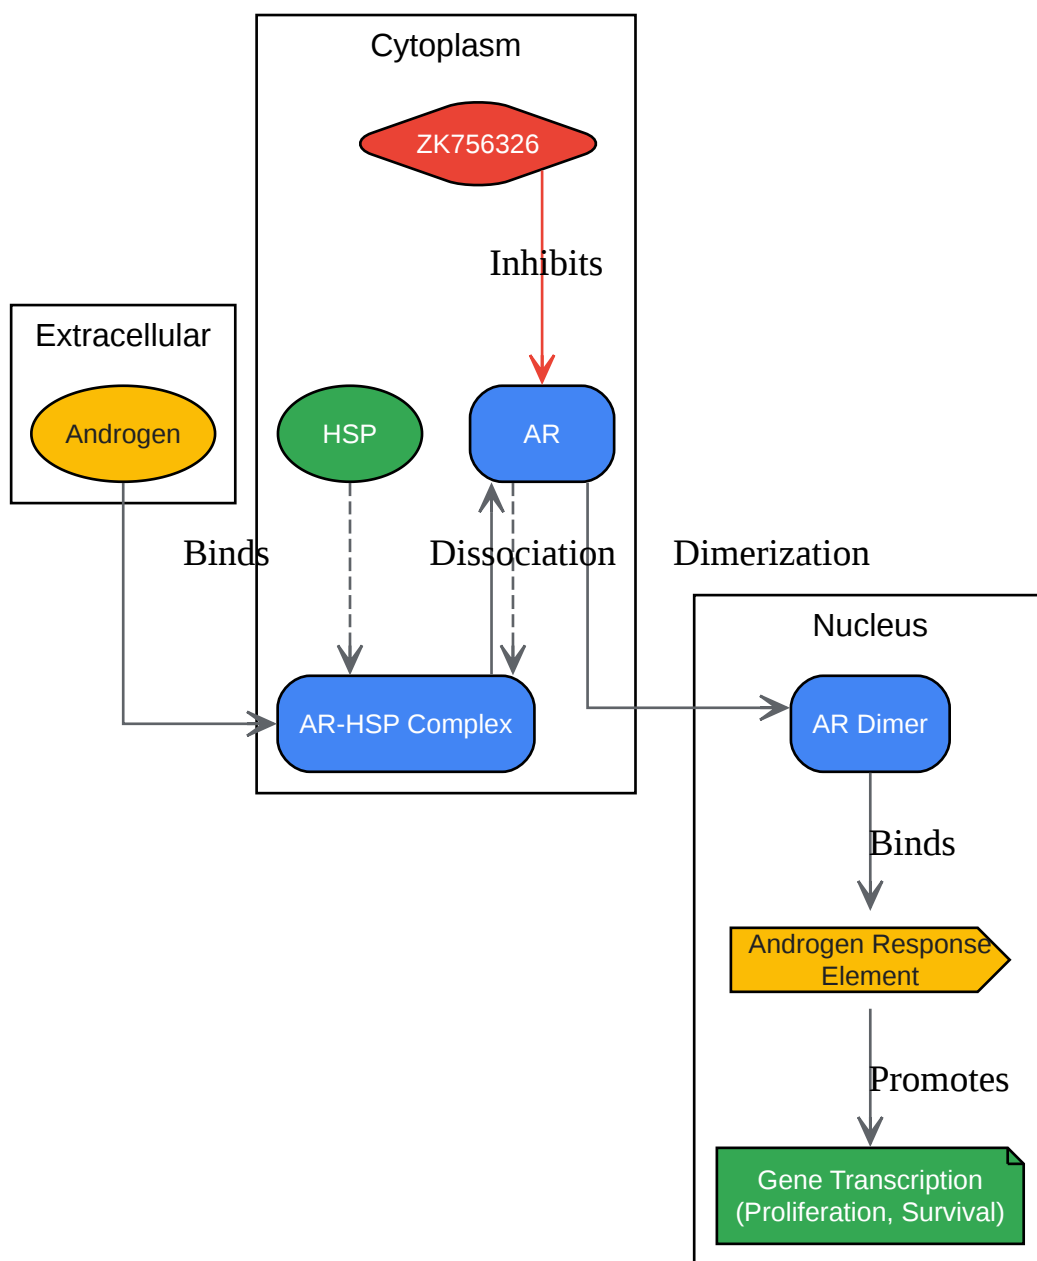 Cytoplasm
ZK756326
Inhibits
Extracellular
Androgen
HSP
AR
Binds
Dissociation
Dimerization
Nucleus
AR-HSP Complex
AR Dimer
Binds
Androgen Response
Element
Promotes
Gene Transcription
(Proliferation, Survival)